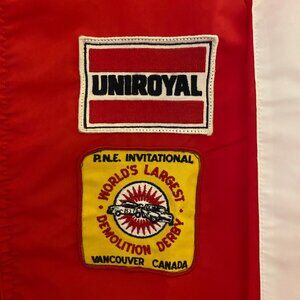 UNIROYAL
P.N.E. INVITATIONAL
• WORLD'S LARGEST •
DEMOLITION DERBY
VANCOUVER CANADA